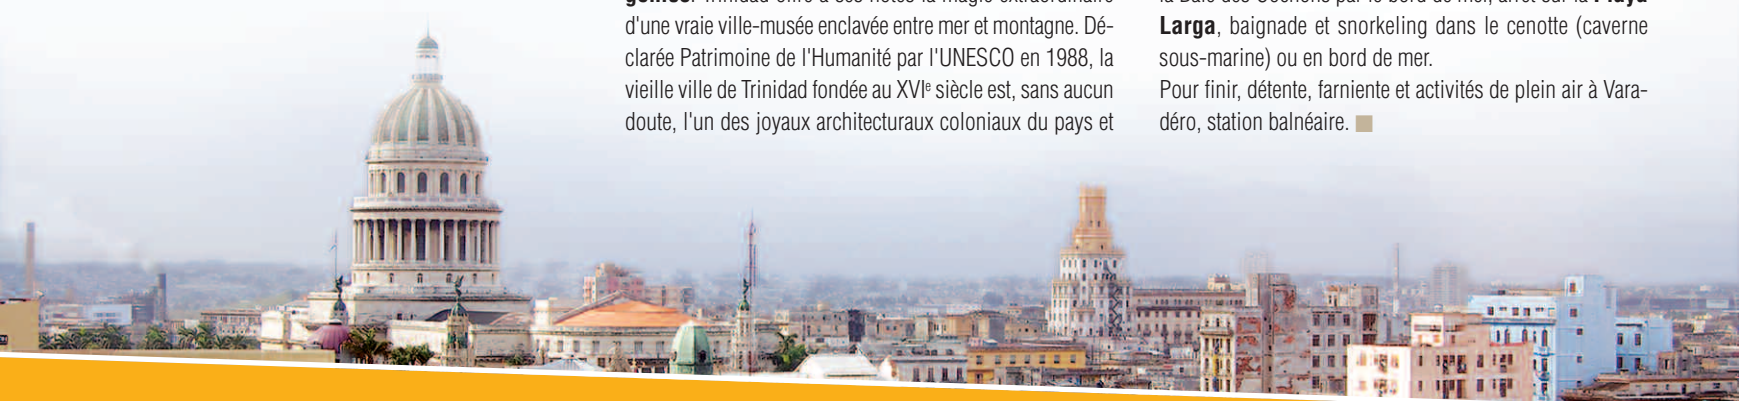 d'une vraie ville-musée enclavée entre mer et montagne. Dé-
clarée Patrimoine de l'Humanité par l'UNESCO en 1988, la
vieille ville de Trinidad fondée au XVIe siècle est, sans aucun
doute, l'un des joyaux architecturaux coloniaux du pays et
Larga, baignade et snorkeling dans le cenotte (caverne
sous-marine) ou en bord de mer.
Pour finir, détente, farniente et activités de plein air à Vara-
déro, station balnéaire.